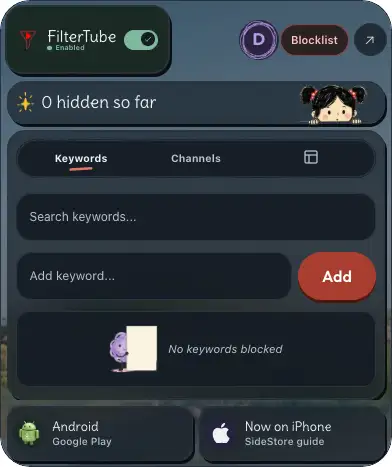 FilterTube
Enabled
D
Blocklist
0 hidden so far
Keywords
Channels
Search keywords...
Add keyword...
Add
No keywords blocked
Android
Google Play
Now on iPhone
SideStore guide